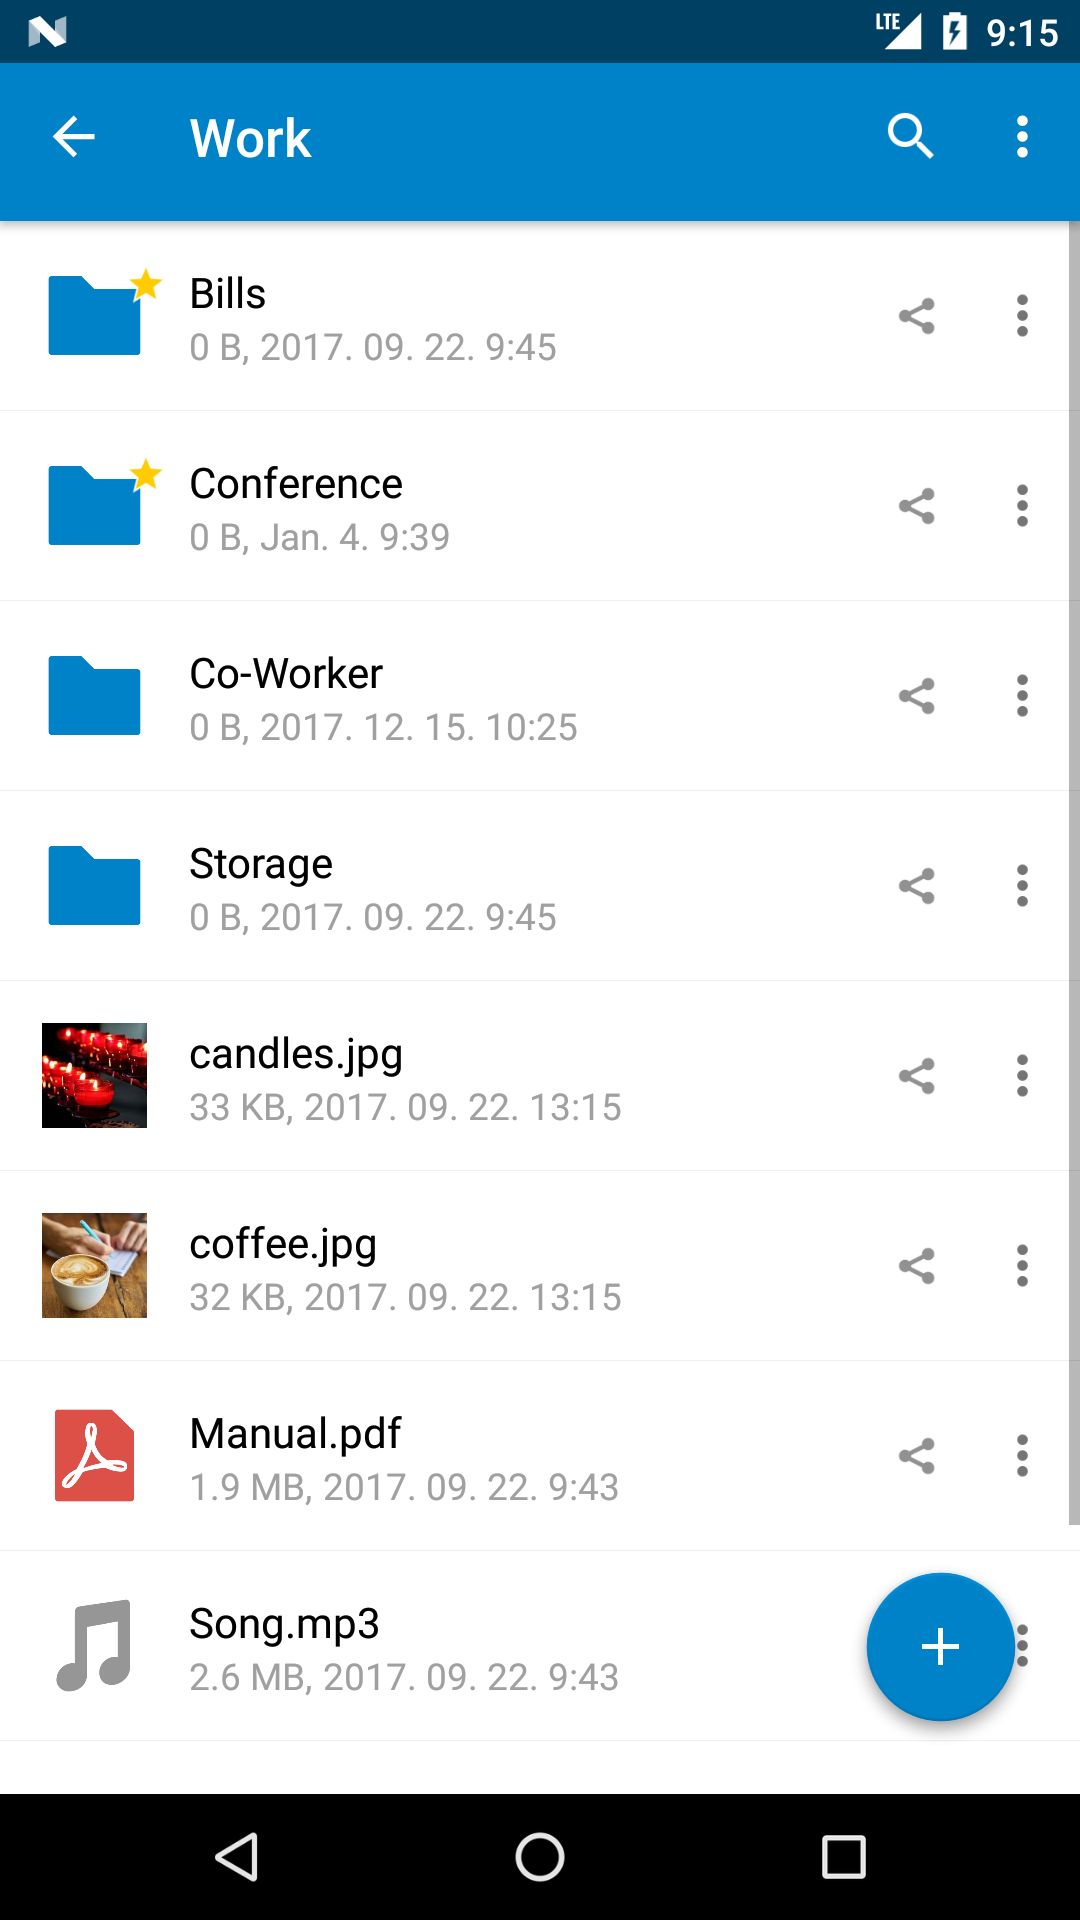 LTE 9:15
Work
Bills
0 B, 2017. 09. 22. 9:45
Conference
0 B, Jan. 4. 9:39
Co-Worker
0 B, 2017. 12. 15. 10:25
Storage
0 B, 2017. 09. 22. 9:45
candles.jpg
33 KB, 2017. 09. 22. 13:15
coffee.jpg
32 KB, 2017. 09. 22. 13:15
Manual.pdf
1.9 MB, 2017. 09. 22. 9:43
Song.mp3
2.6 MB, 2017. 09. 22. 9:43